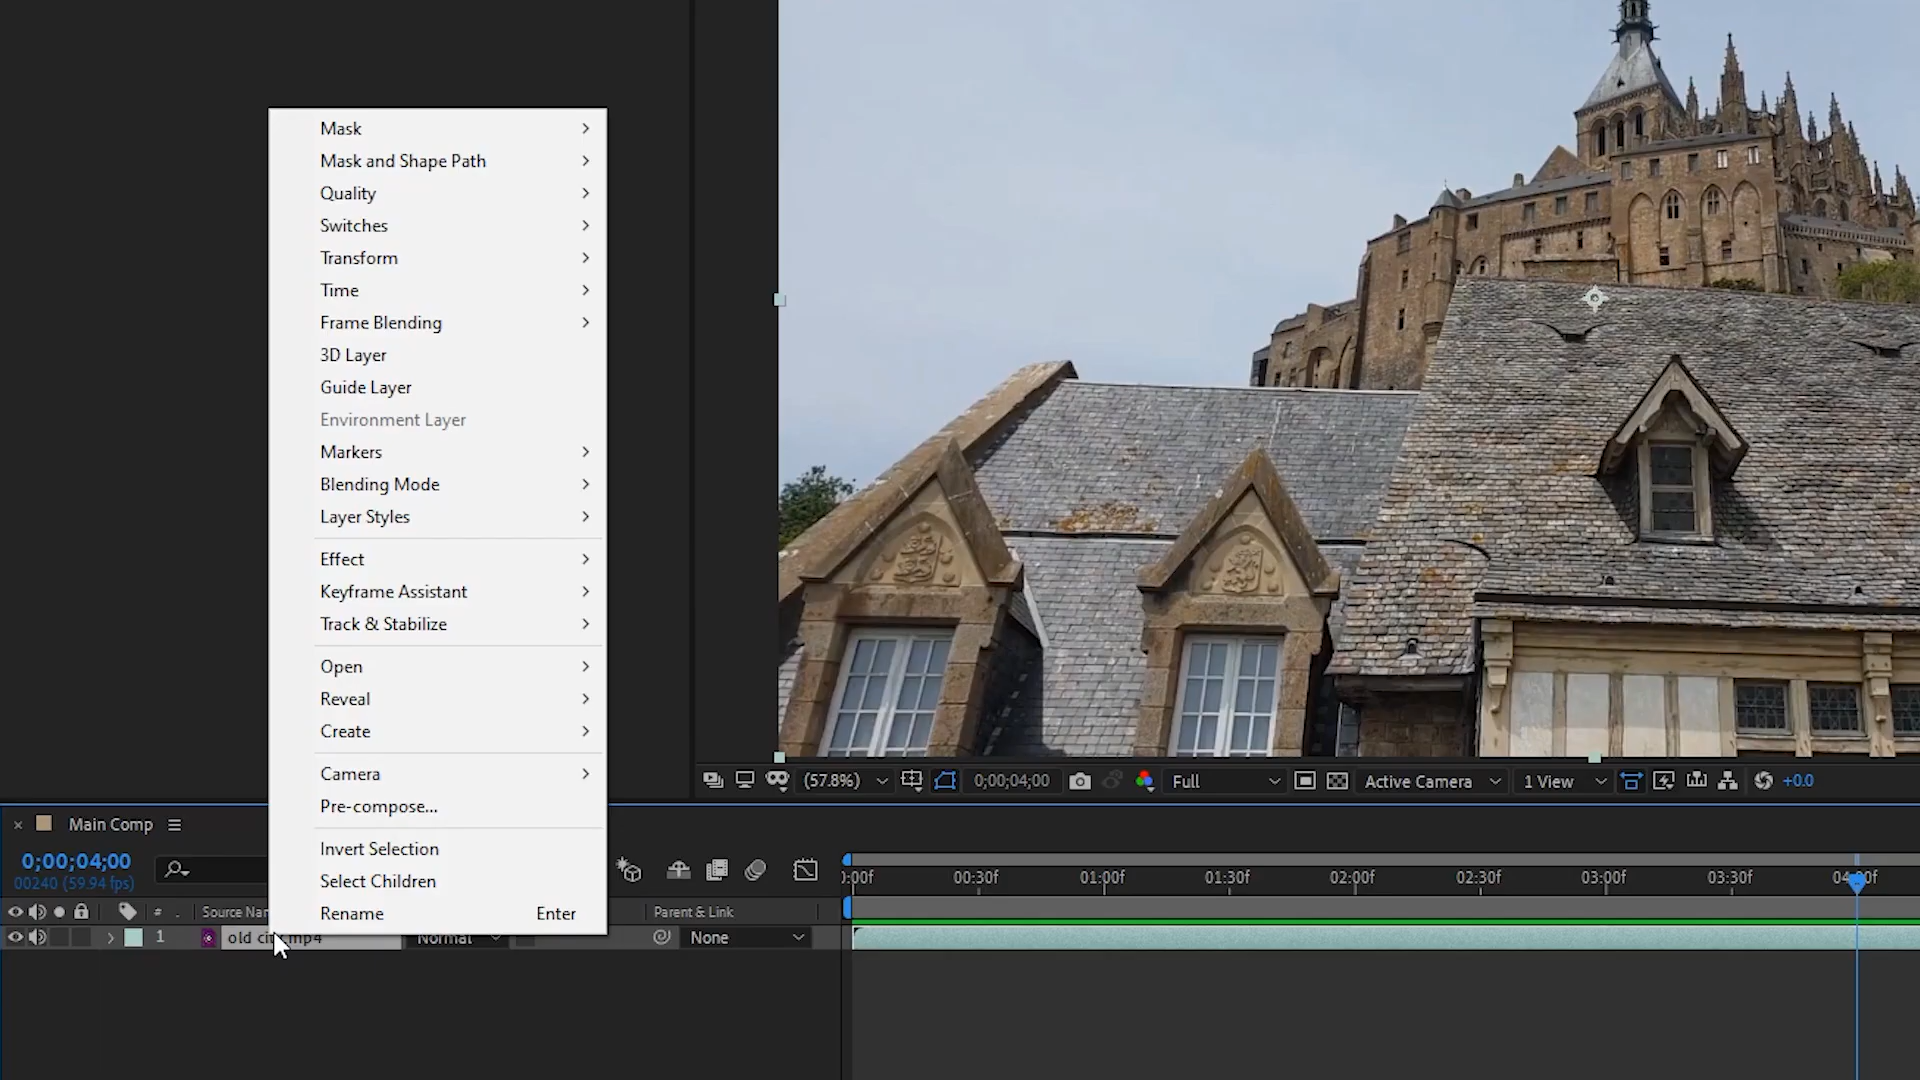 Mask
Mask and Shape Path
Quality
Switches
Transform
Time
Frame Blending
3D Layer
Guide Layer
Environment Layer
Markers
Blending Mode
Layer Styles
Effect
Keyframe Assistant
Track & Stabilize
Open
Reveal
Create
Camera
Pre-compose...
Invert Selection
Select Children
Rename Enter
(57.8%) 0;00;04;00 Full Active Camera 1 View +0.0
Main Comp
0;00;04;00
00240 (59.94 fps)
:00f 00:30f 01:00f 01:30f 02:00f 02:30f 03:00f 03:30f
# Source Parent & Link
1 old Normal None